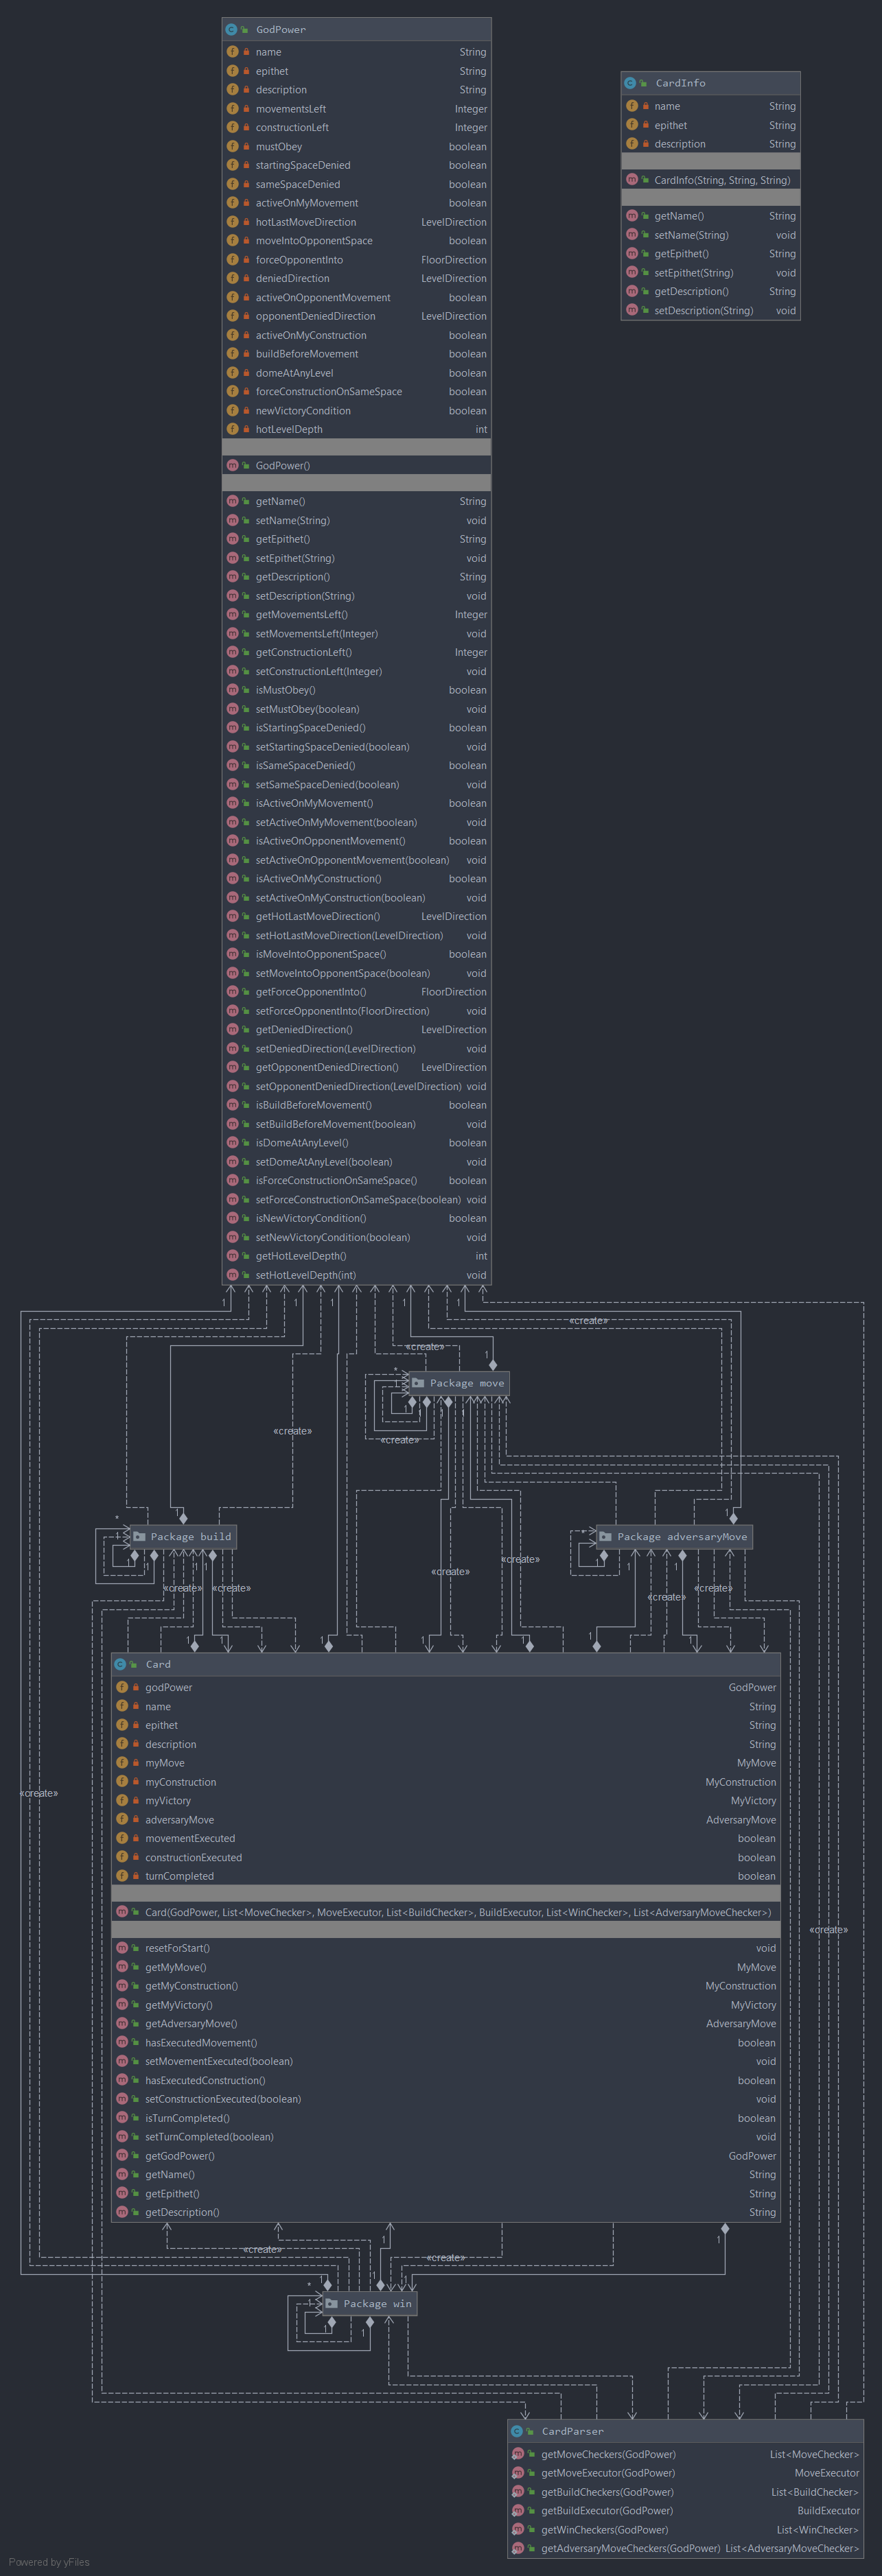 GodPower
name String
epithet String
description String
movementsLeft Integer
constructionLeft Integer
mustObey boolean
startingSpaceDenied boolean
sameSpaceDenied boolean
activeOnMyMovement boolean
hotLastMoveDirection LevelDirection
moveIntoOpponentSpace boolean
forceOpponentInto FloorDirection
deniedDirection LevelDirection
activeOnOpponentMovement boolean
opponentDeniedDirection LevelDirection
activeOnMyConstruction boolean
buildBeforeMovement boolean
domeAtAnyLevel boolean
forceConstructionOnSameSpace boolean
newVictoryCondition boolean
hotLevelDepth int
GodPower()
getName() String
setName(String) void
getEpithet() String
setEpithet(String) void
getDescription() String
setDescription(String) void
getMovementsLeft() Integer
setMovementsLeft(Integer) void
getConstructionLeft() Integer
setConstructionLeft(Integer) void
isMustObey() boolean
setMustObey(boolean) void
isStartingSpaceDenied() boolean
setStartingSpaceDenied(boolean) void
isSameSpaceDenied() boolean
setSameSpaceDenied(boolean) void
isActiveOnMyMovement() boolean
setActiveOnMyMovement(boolean) void
isActiveOnOpponentMovement() boolean
setActiveOnOpponentMovement(boolean) void
isActiveOnMyConstruction() boolean
setActiveOnMyConstruction(boolean) void
getHotLastMoveDirection() LevelDirection
setHotLastMoveDirection(LevelDirection) void
isMoveIntoOpponentSpace() boolean
setMoveIntoOpponentSpace(boolean) void
getForceOpponentInto() FloorDirection
setForceOpponentInto(FloorDirection) void
getDeniedDirection() LevelDirection
setDeniedDirection(LevelDirection) void
getOpponentDeniedDirection() LevelDirection
setOpponentDeniedDirection(LevelDirection) void
isBuildBeforeMovement() boolean
setBuildBeforeMovement(boolean) void
isDomeAtAnyLevel() boolean
setDomeAtAnyLevel(boolean) void
isForceConstructionOnSameSpace() boolean
setForceConstructionOnSameSpace(boolean) void
isNewVictoryCondition() boolean
setNewVictoryCondition(boolean) void
getHotLevelDepth() int
setHotLevelDepth(int) void
CardInfo
name String
epithet String
description String
CardInfo(String, String, String)
getName() String
setName(String) void
getEpithet() String
setEpithet(String) void
getDescription() String
setDescription(String) void
1 1 1 1 1
«create»
«create»
1
* Package move
«create»
«create»
* Package build
1
* Package adversaryMove
1
«create» «create» «create» «create» «create» «create»
Card
godPower GodPower
name String
epithet String
description String
myMove MyMove
myConstruction MyConstruction
myVictory MyVictory
adversaryMove AdversaryMove
movementExecuted boolean
constructionExecuted boolean
turnCompleted boolean
Card(GodPower, List<MoveChecker>, MoveExecutor, List<BuildChecker>, BuildExecutor, List<WinChecker>, List<AdversaryMoveChecker>)
resetForStart() void
getMyMove() MyMove
getMyConstruction() MyConstruction
getMyVictory() MyVictory
getAdversaryMove() AdversaryMove
hasExecutedMovement() boolean
setMovementExecuted(boolean) void
hasExecutedConstruction() boolean
setConstructionExecuted(boolean) void
isTurnCompleted() boolean
setTurnCompleted(boolean) void
getGodPower() GodPower
getName() String
getEpithet() String
getDescription() String
«create»
«create»
1 1
«create» «create»
* Package win
CardParser
getMoveCheckers(GodPower) List<MoveChecker>
getMoveExecutor(GodPower) MoveExecutor
getBuildCheckers(GodPower) List<BuildChecker>
getBuildExecutor(GodPower) BuildExecutor
getWinCheckers(GodPower) List<WinChecker>
getAdversaryMoveCheckers(GodPower) List<AdversaryMoveChecker>
Powered by yFiles